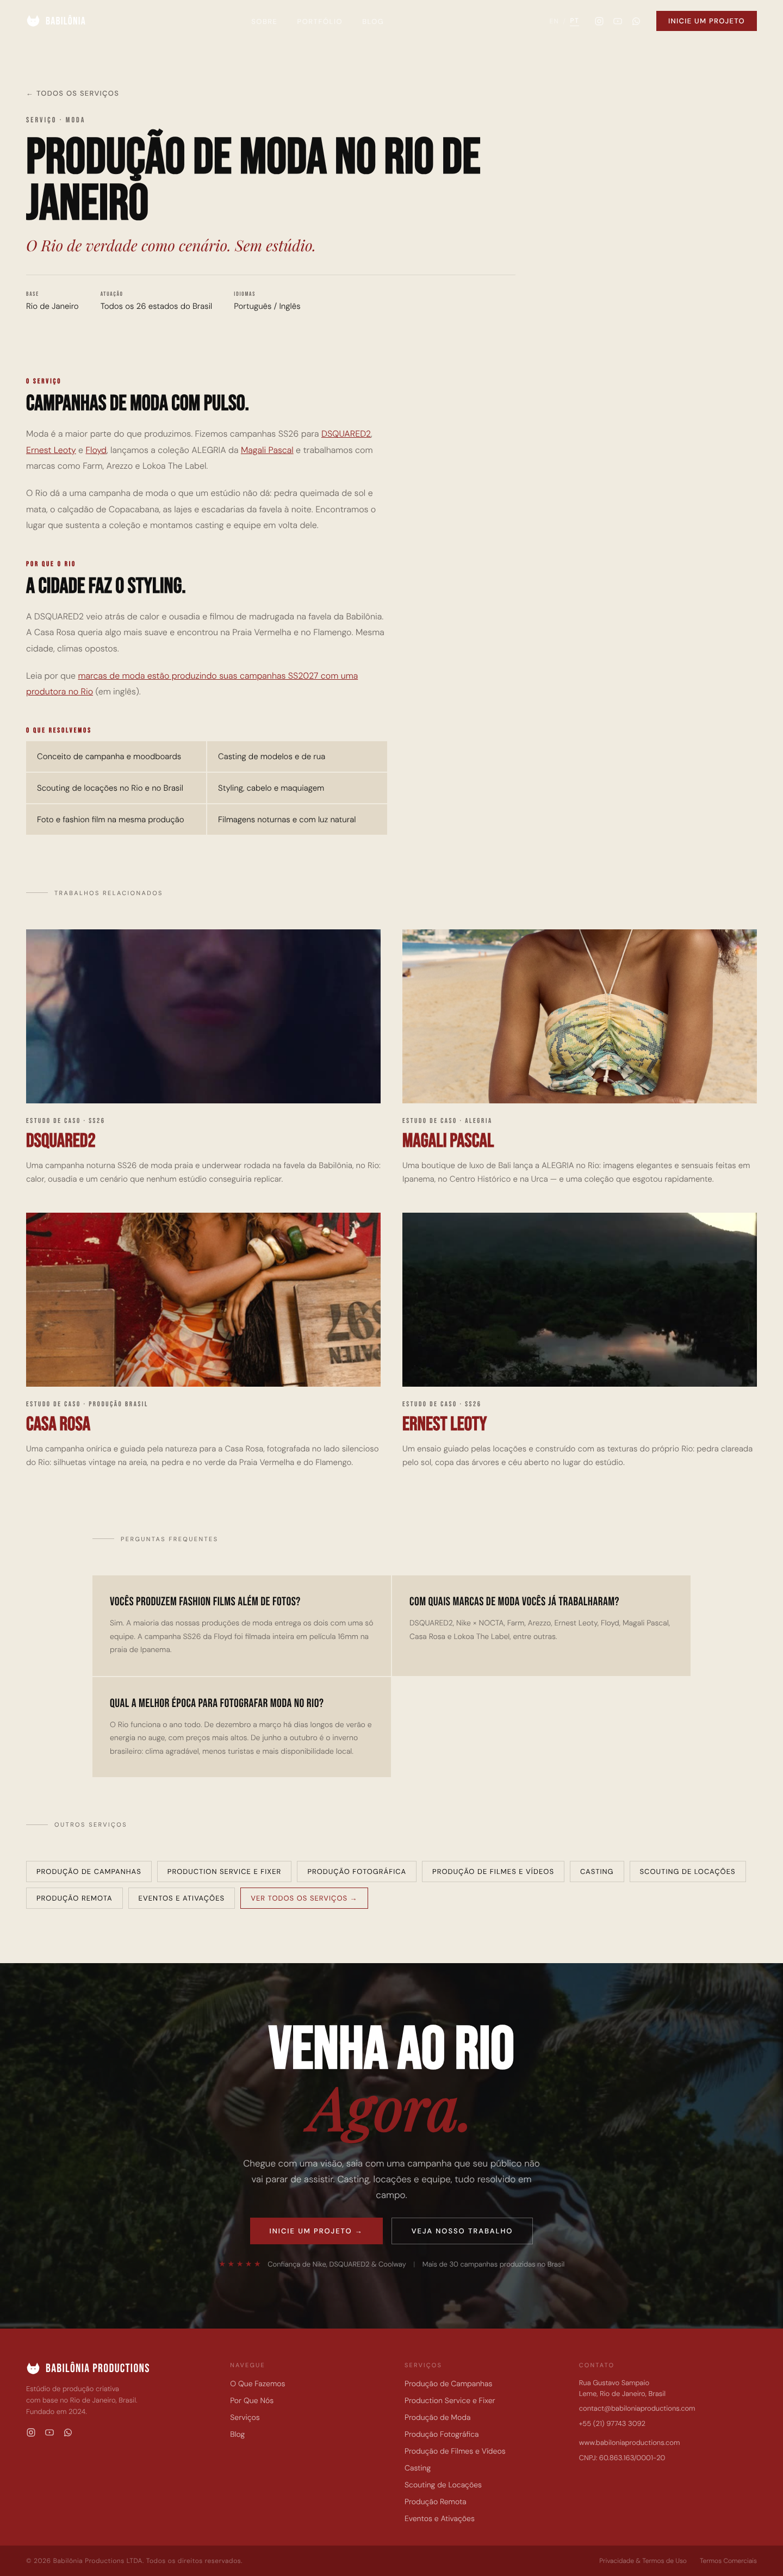 BABILÔNIA
SOBRE PORTFÓLIO BLOG
EN PT
INICIE UM PROJETO
← TODOS OS SERVIÇOS
SERVIÇO · MODA
PRODUÇÃO DE MODA NO RIO DE
JANEIRO
O Rio de verdade como cenário. Sem estúdio.
BASE ATUAÇÃO IDIOMAS
Rio de Janeiro Todos os 26 estados do Brasil Português / Inglês
O SERVIÇO
CAMPANHAS DE MODA COM PULSO.
Moda é a maior parte do que produzimos. Fizemos campanhas SS26 para DSQUARED2,
Ernest Leoty e Floyd, lançamos a coleção ALEGRIA da Magali Pascal e trabalhamos com
marcas como Farm, Arezzo e Lokoa The Label.
O Rio dá a uma campanha de moda o que um estúdio não dá: pedra queimada de sol e
mata, o calçadão de Copacabana, as lajes e escadarias da favela à noite. Encontramos o
lugar que sustenta a coleção e montamos casting e equipe em volta dele.
POR QUE O RIO
A CIDADE FAZ O STYLING.
A DSQUARED2 veio atrás de calor e ousadia e filmou de madrugada na favela da Babilônia.
A Casa Rosa queria algo mais suave e encontrou na Praia Vermelha e no Flamengo. Mesma
cidade, climas opostos.
Leia por que marcas de moda estão produzindo suas campanhas SS2027 com uma
produtora no Rio (em inglês).
O QUE RESOLVEMOS
Conceito de campanha e moodboards Casting de modelos e de rua
Scouting de locações no Rio e no Brasil Styling, cabelo e maquiagem
Foto e fashion film na mesma produção Filmagens noturnas e com luz natural
TRABALHOS RELACIONADOS
ESTUDO DE CASO · SS26
DSQUARED2
Uma campanha noturna SS26 de moda praia e underwear rodada na favela da Babilônia, no Rio:
calor, ousadia e um cenário que nenhum estúdio conseguiria replicar.
ESTUDO DE CASO · ALEGRIA
MAGALI PASCAL
Uma boutique de luxo de Bali lança a ALEGRIA no Rio: imagens elegantes e sensuais feitas em
Ipanema, no Centro Histórico e na Urca — e uma coleção que esgotou rapidamente.
ESTUDO DE CASO · PRODUÇÃO BRASIL
CASA ROSA
Uma campanha onírica e guiada pela natureza para a Casa Rosa, fotografada no lado silencioso
do Rio: silhuetas vintage na areia, na pedra e no verde da Praia Vermelha e do Flamengo.
ESTUDO DE CASO · SS26
ERNEST LEOTY
Um ensaio guiado pelas locações e construído com as texturas do próprio Rio: pedra clareada
pelo sol, copa das árvores e céu aberto no lugar do estúdio.
PERGUNTAS FREQUENTES
VOCÊS PRODUZEM FASHION FILMS ALÉM DE FOTOS?
Sim. A maioria das nossas produções de moda entrega os dois com uma só
equipe. A campanha SS26 da Floyd foi filmada inteira em película 16mm na
praia de Ipanema.
COM QUAIS MARCAS DE MODA VOCÊS JÁ TRABALHARAM?
DSQUARED2, Nike + NOCTA, Farm, Arezzo, Ernest Leoty, Floyd, Magali Pascal,
Casa Rosa e Lokoa The Label, entre outras.
QUAL A MELHOR ÉPOCA PARA FOTOGRAFAR MODA NO RIO?
O Rio funciona o ano todo. De dezembro a março há dias longos de verão e
energia no auge, com preços mais altos. De junho a outubro é o inverno
brasileiro: clima agradável, menos turistas e mais disponibilidade local.
OUTROS SERVIÇOS
PRODUÇÃO DE CAMPANHAS PRODUCTION SERVICE E FIXER PRODUÇÃO FOTOGRÁFICA PRODUÇÃO DE FILMES E VÍDEOS CASTING SCOUTING DE LOCAÇÕES
PRODUÇÃO REMOTA EVENTOS E ATIVAÇÕES VER TODOS OS SERVIÇOS →
VENHA AO RIO
Agora.
Chegue com uma visão, saia com uma campanha que seu público não
vai parar de assistir. Casting, locações e equipe, tudo resolvido em
campo.
INICIE UM PROJETO → VEJA NOSSO TRABALHO
★ ★ ★ ★ ★ Confiança de Nike, DSQUARED2 & Coolway | Mais de 30 campanhas produzidas no Brasil
BABILÔNIA PRODUCTIONS
Estúdio de produção criativa
com base no Rio de Janeiro, Brasil.
Fundado em 2024.
NAVEGUE
O Que Fazemos
Por Que Nós
Serviços
Blog
SERVIÇOS
Produção de Campanhas
Production Service e Fixer
Produção de Moda
Produção Fotográfica
Produção de Filmes e Vídeos
Casting
Scouting de Locações
Produção Remota
Eventos e Ativações
CONTATO
Rua Gustavo Sampaio
Leme, Rio de Janeiro, Brasil
contact@babiloniaproductions.com
+55 (21) 97743 3092
www.babiloniaproductions.com
CNPJ: 60.863.163/0001-20
© 2026 Babilônia Productions LTDA. Todos os direitos reservados.
Privacidade & Termos de Uso Termos Comerciais